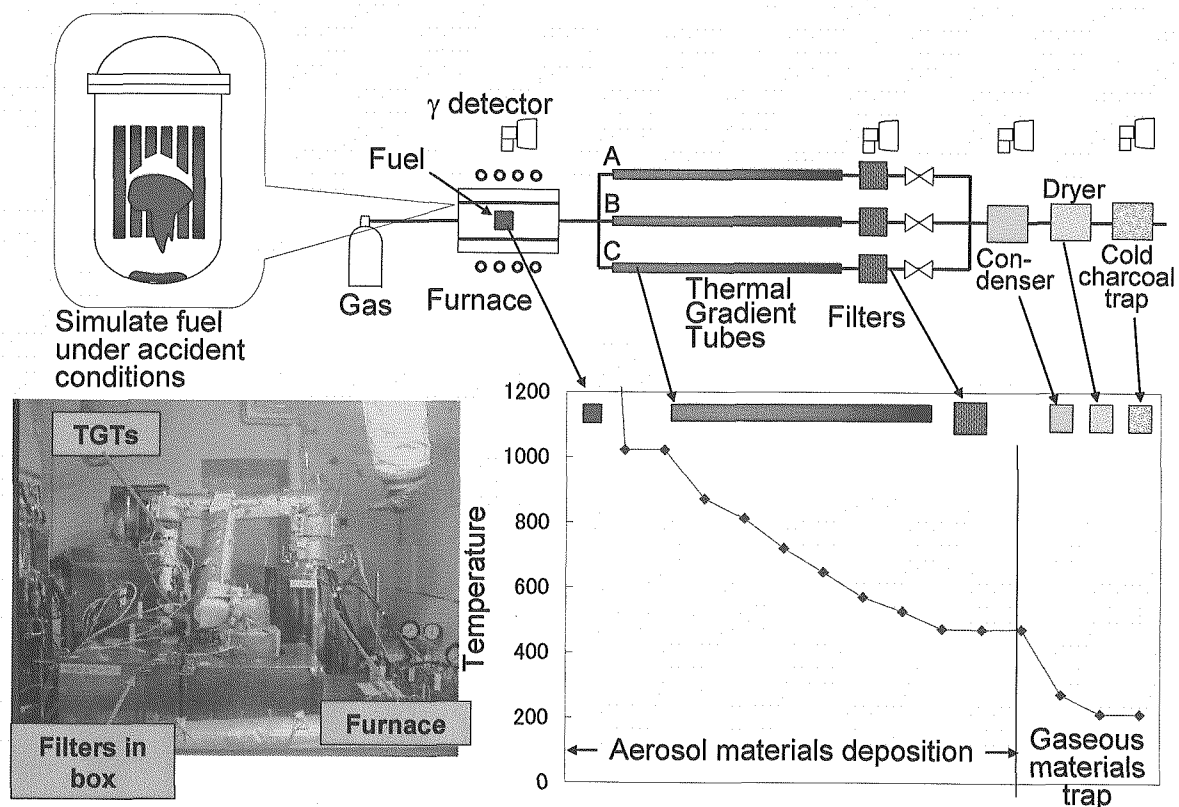 γ detector
Fuel
A
B
C
Gas
Furnace
Thermal
Gradient
Tubes
Filters
Con-
denser
Dryer
Cold
charcoal
trap
Simulate fuel
under accident
conditions
TGTs
Furnace
Filters in
box
Temperature
1200
1000
800
600
400
200
0
Aerosol materials deposition
Gaseous
materials
trap